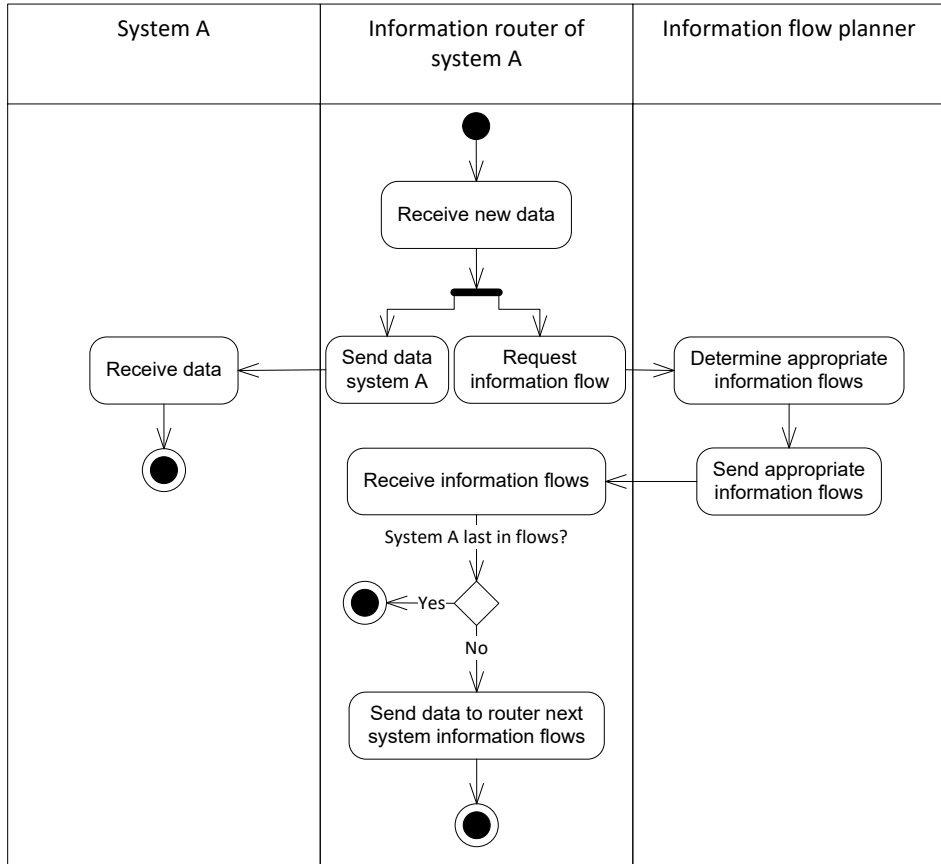 System A
Information router of
system A
Information flow planner
Receive new data
Receive data
Send data
system A
Request
information flow
Determine appropriate
information flows
Receive information flows
Send appropriate
information flows
System A last in flows?
Yes
No
Send data to router next
system information flows